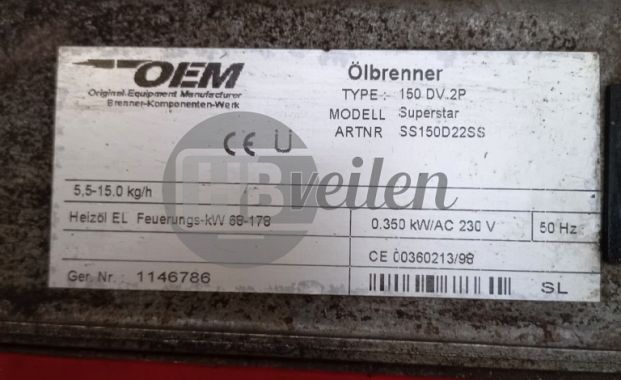 OEM
Original Equipment Manufacturer
Brenner-Komponenten-Werk
Ölbrenner
TYPE : 150 DV.2P
MODELL Superstar
ARTNR SS150D22SS
CE Ü
HB veilen
5,5-15.0 kg/h
Heizöl EL Feuerungs-kW 68-178
0.350 kW/AC 230 V
50 Hz
CE 00360213/98
Ger. Nr. 1146786
SL